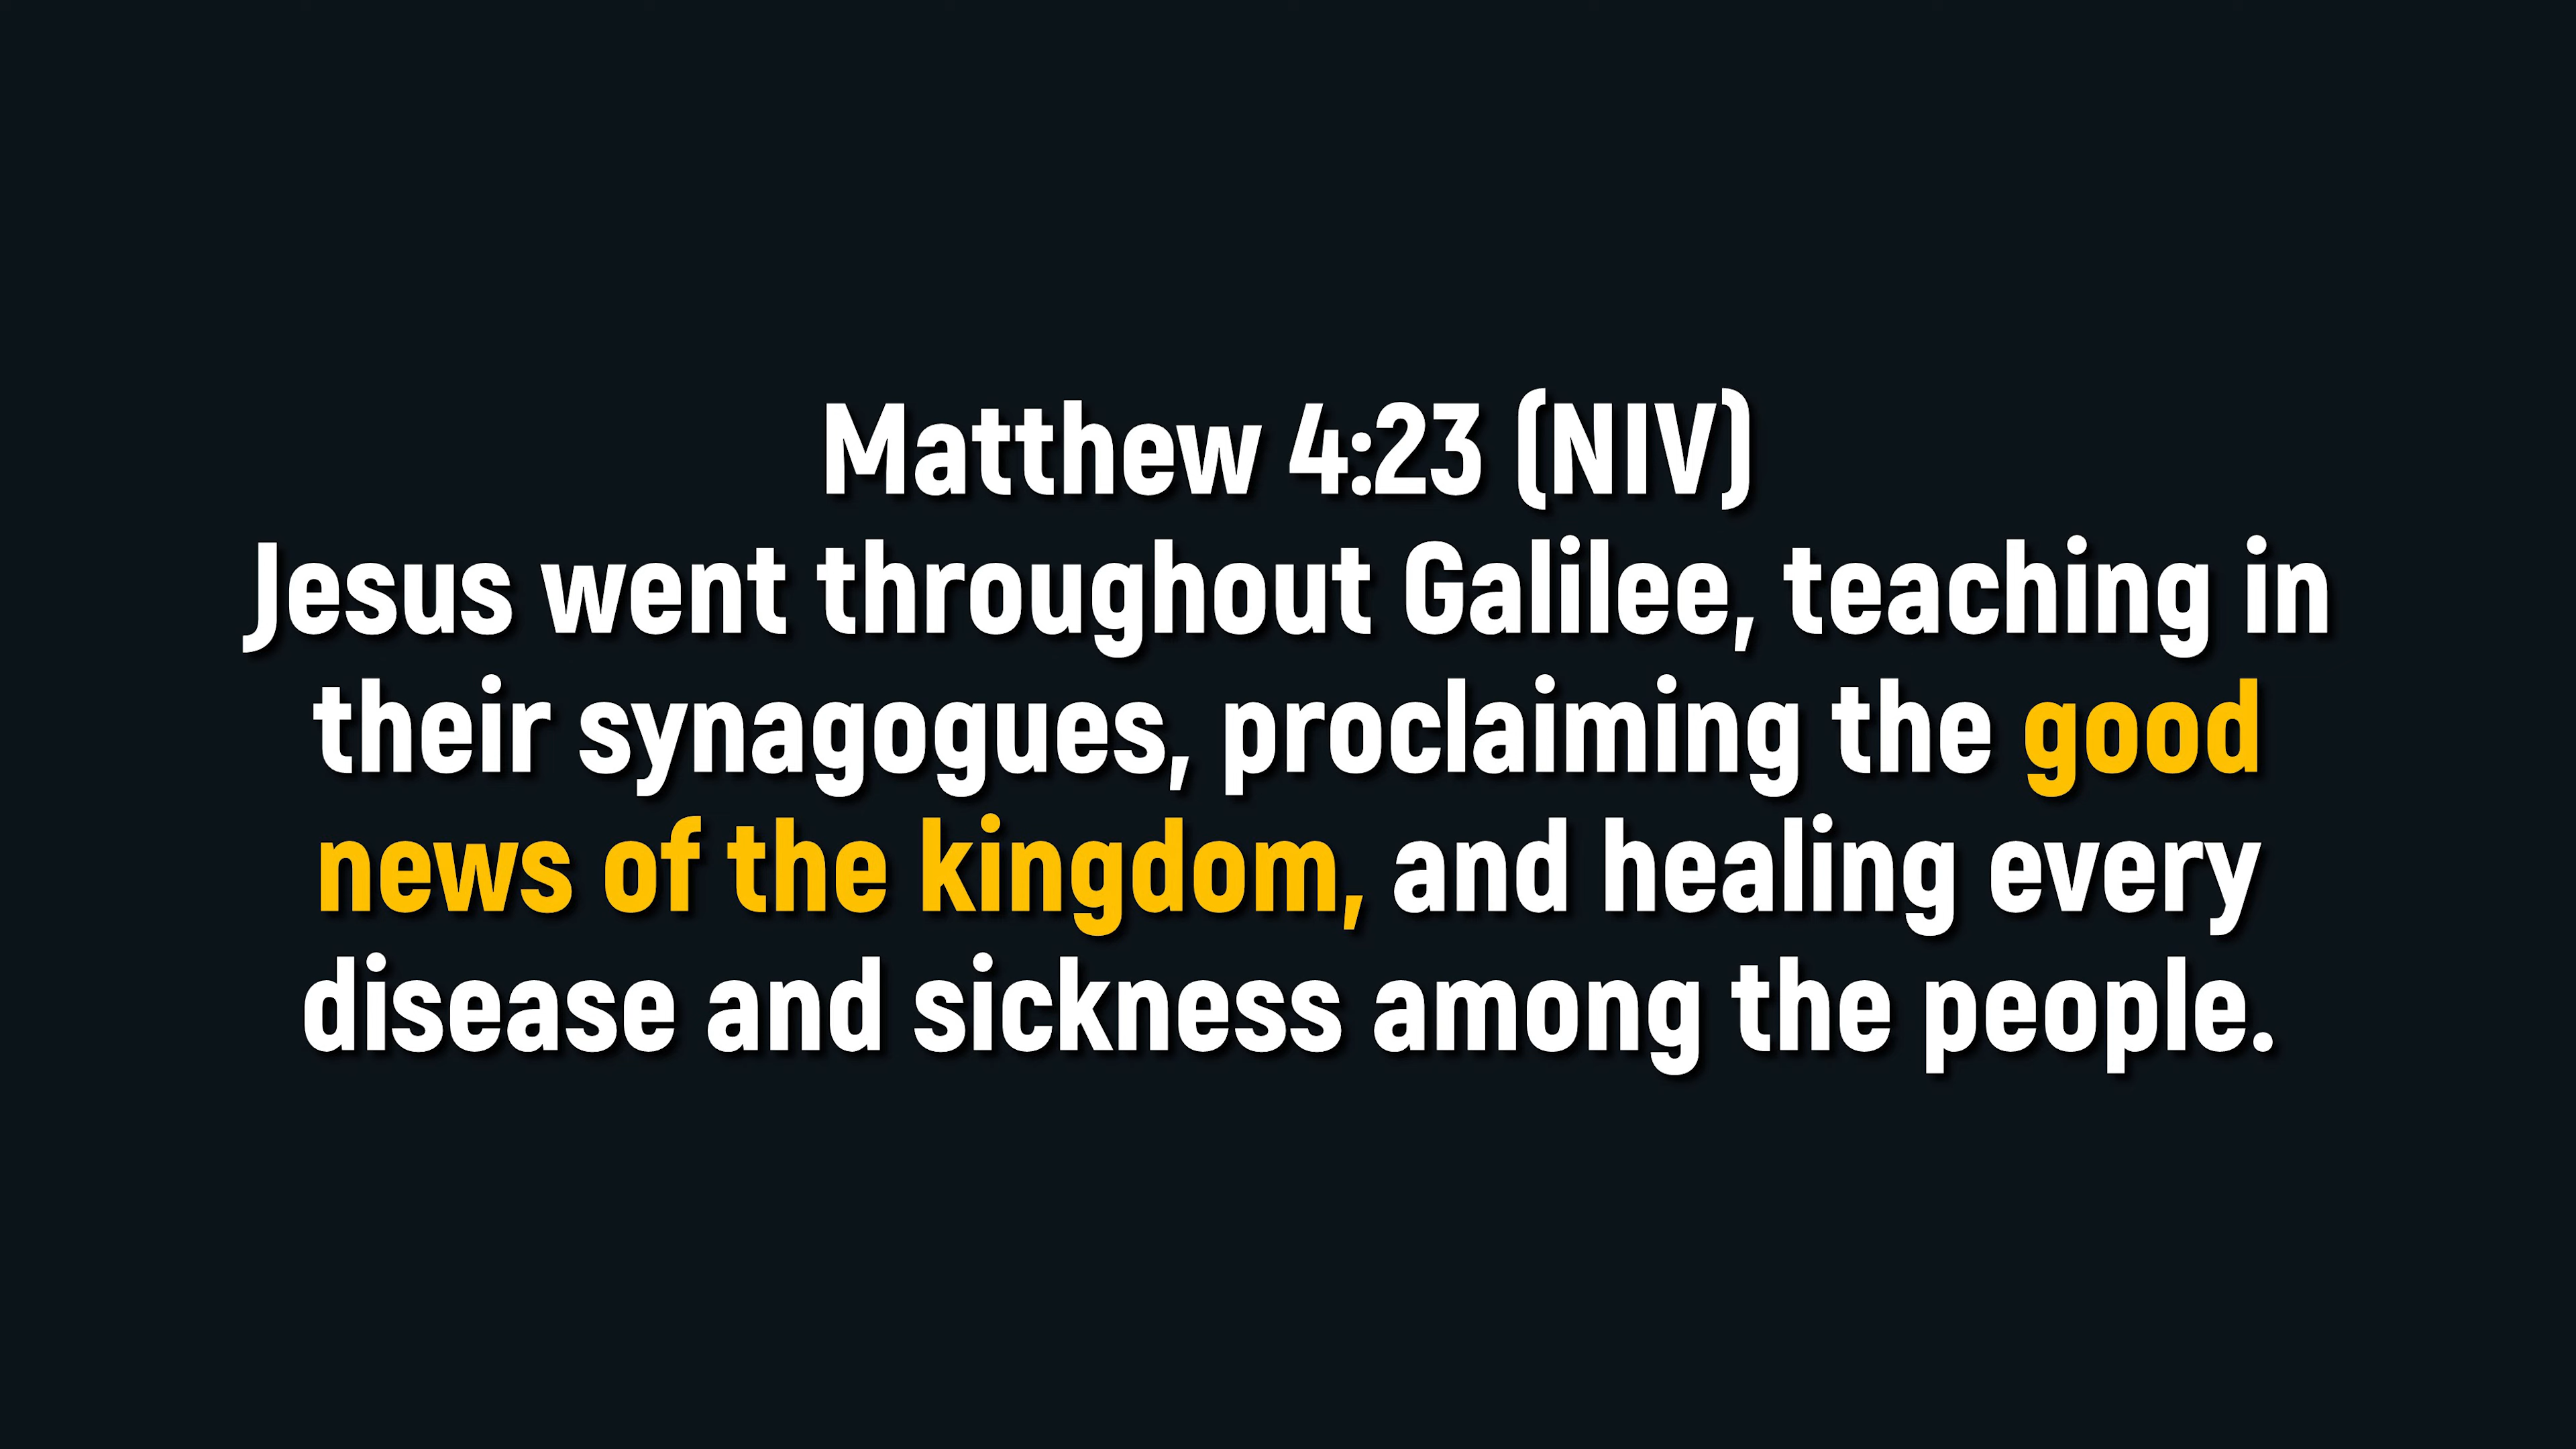 Matthew 4:23 (NIV)
Jesus went throughout Galilee, teaching in
their synagogues, proclaiming the good
news of the kingdom, and healing every
disease and sickness among the people.